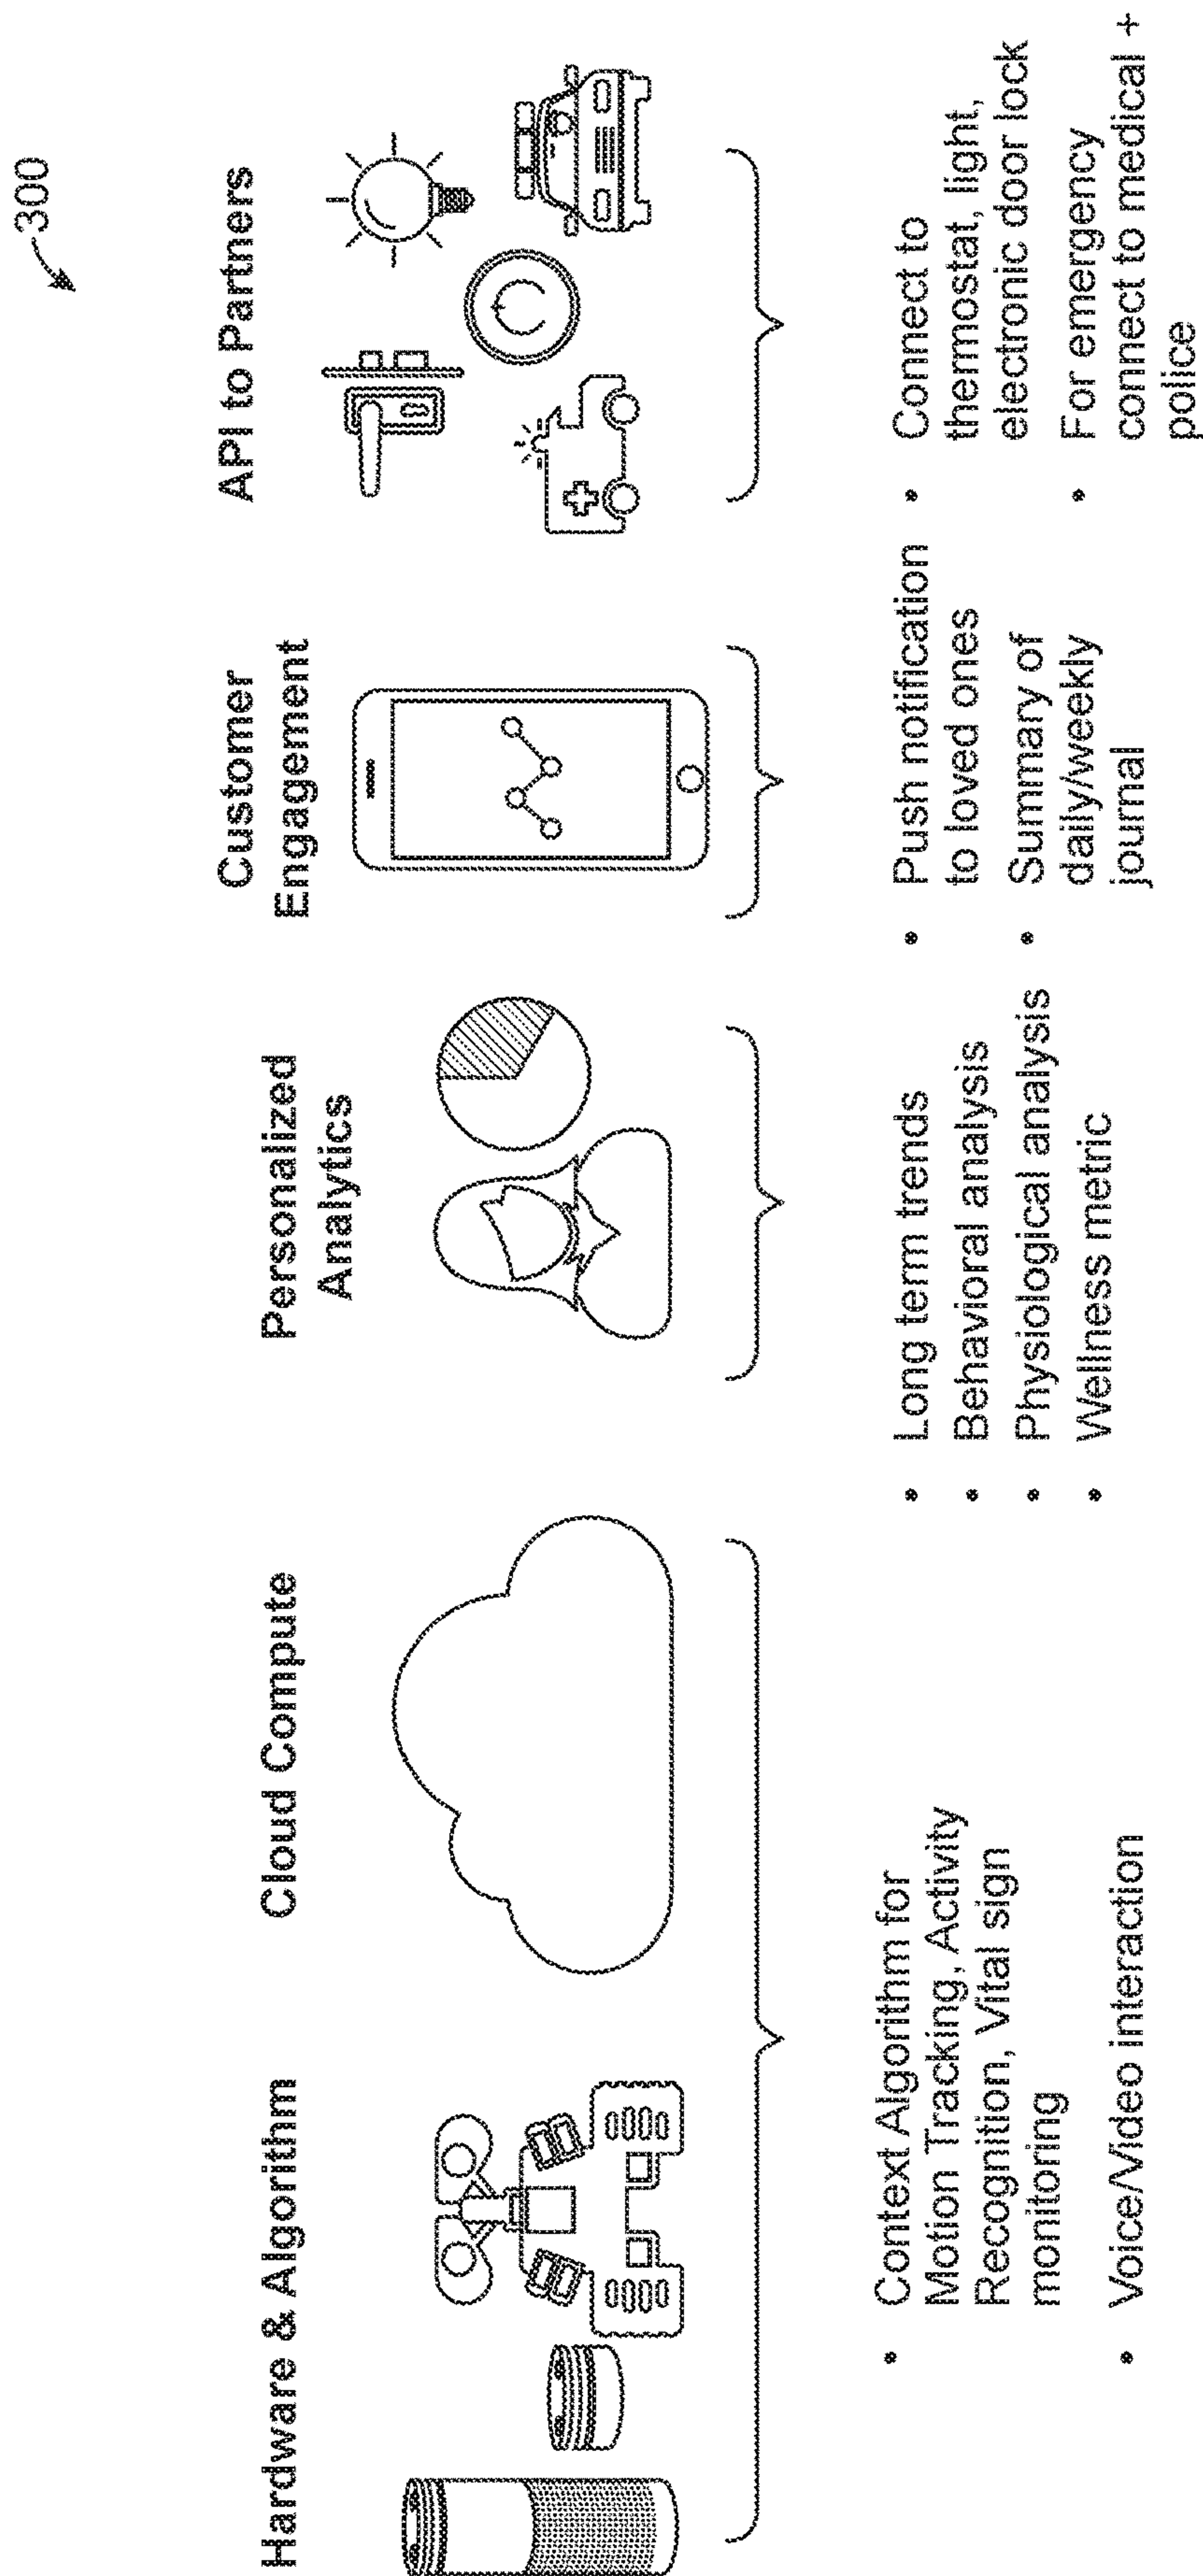 300
Hardware & Algorithm
Cloud Compute
Personalized
Analytics
Customer
Engagement
API to Partners
• Context Algorithm for
Motion Tracking, Activity
Recognition, Vital sign
monitoring
• Voice/Video interaction
• Long term trends
• Behavioral analysis
• Physiological analysis
• Wellness metric
• Push notification
to loved ones
• Summary of
daily/weekly
journal
• Connect to
thermostat, light,
electronic door lock
• For emergency
connect to medical +
police